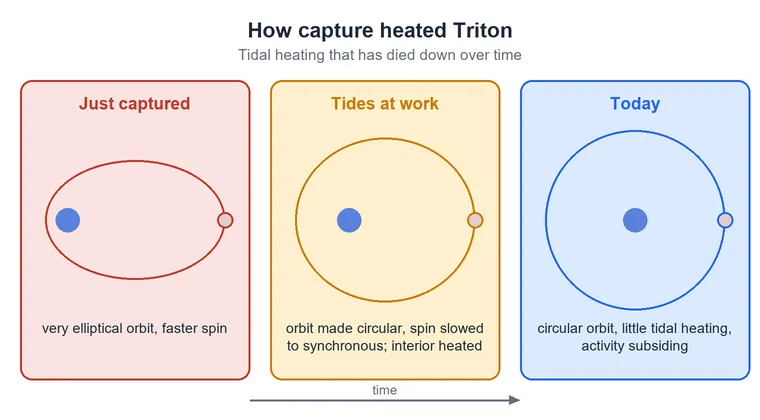 How capture heated Triton
Tidal heating that has died down over time
Just captured
very elliptical orbit, faster spin
Tides at work
orbit made circular, spin slowed
to synchronous; interior heated
Today
circular orbit, little tidal heating,
activity subsiding
time